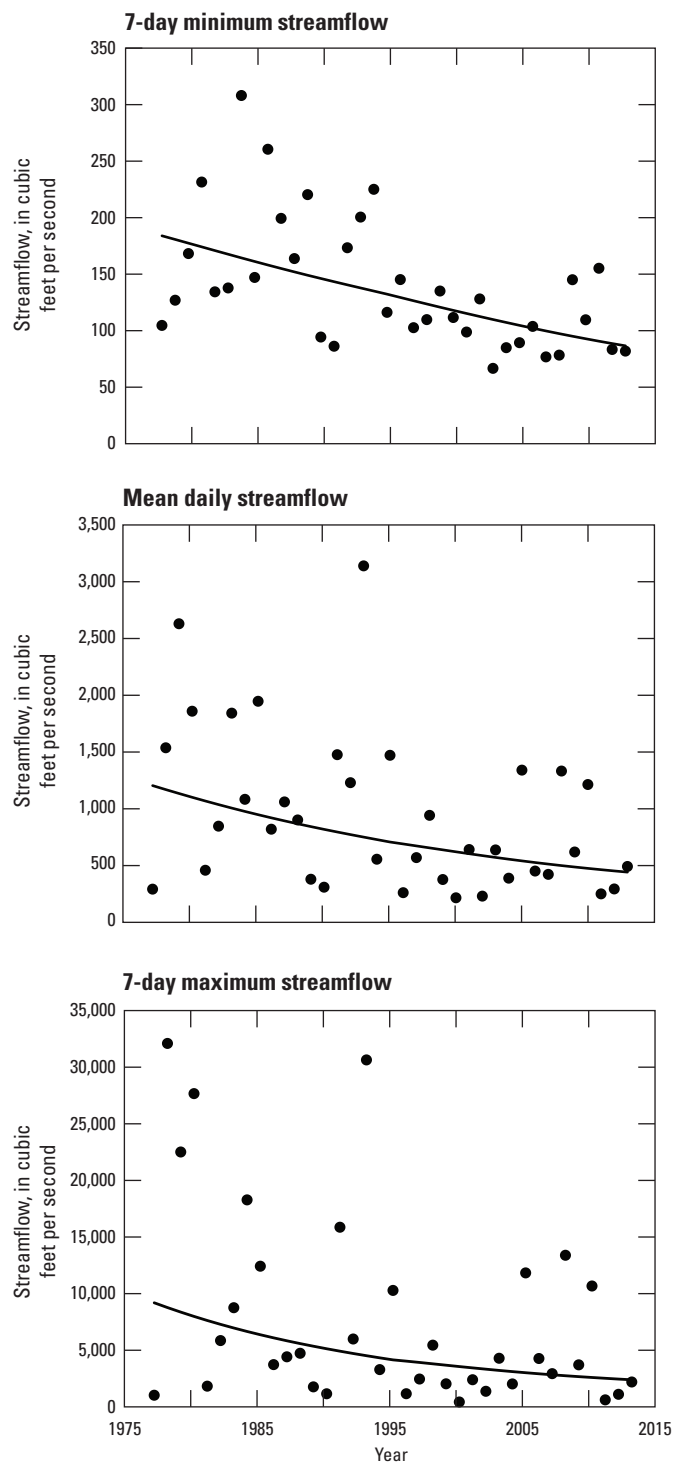 7-day minimum streamflow
350
300
250
200
150
100
50
0
Streamflow, in cubic
feet per second
Mean daily streamflow
3,500
3,000
2,500
2,000
1,500
1,000
500
0
Streamflow, in cubic
feet per second
7-day maximum streamflow
35,000
30,000
25,000
20,000
15,000
10,000
5,000
0
Streamflow, in cubic
feet per second
1975 1985 1995 2005 2015
Year